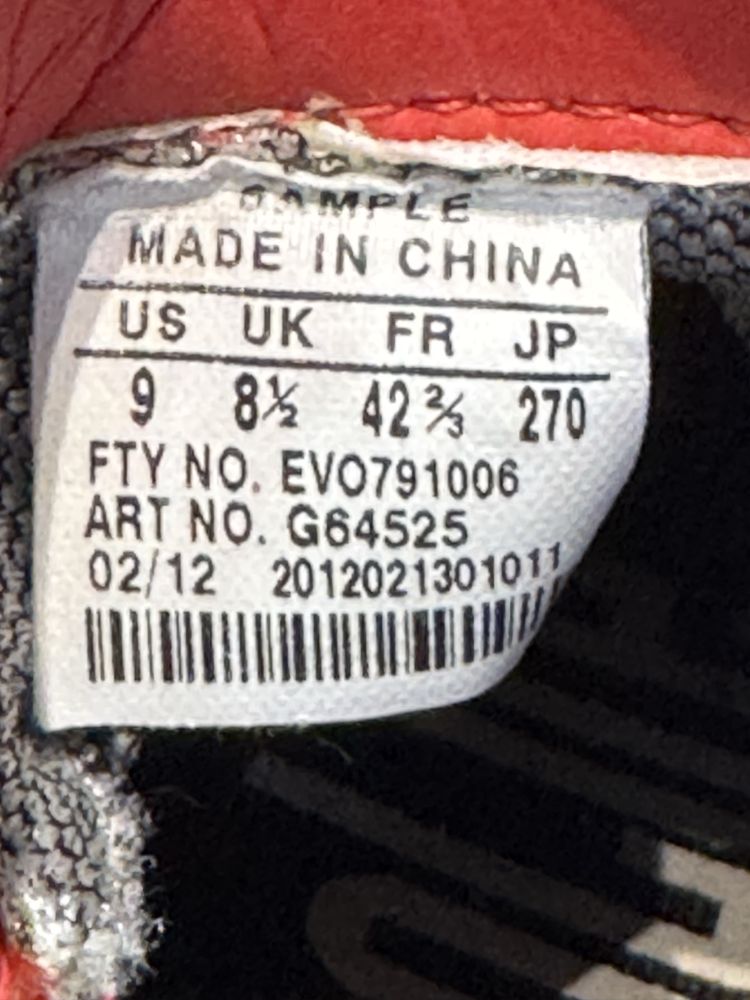 SAMPLE
MADE IN CHINA
US UK FR JP
9 8½ 42⅔ 270
FTY NO. EVO791006
ART NO. G64525
02/12 2012021301011